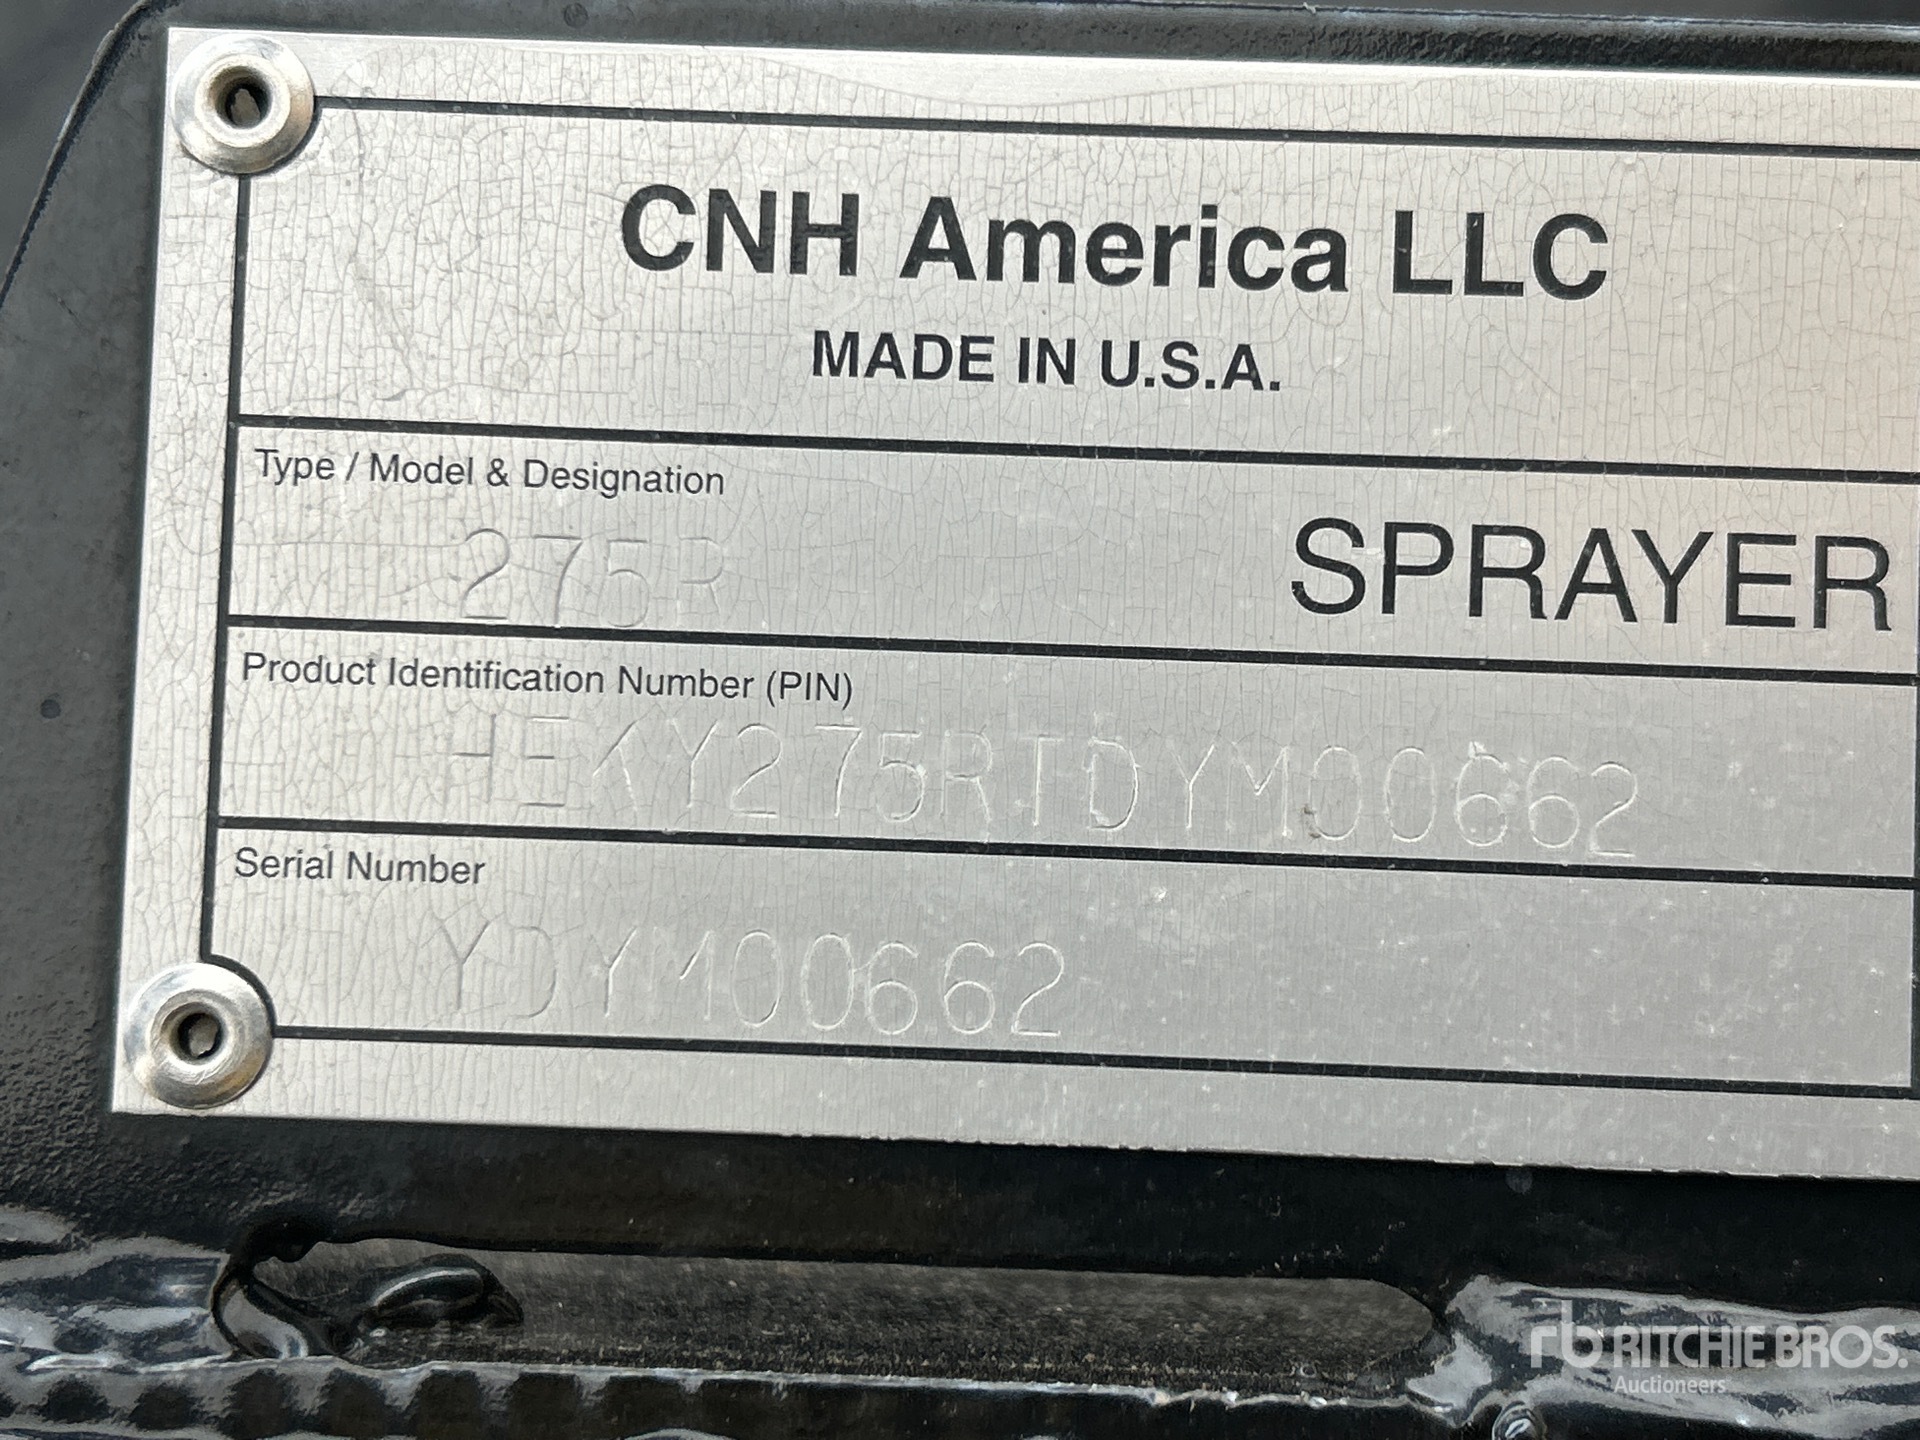 CNH America LLC
MADE IN U.S.A.
Type / Model & Designation
275R SPRAYER
Product Identification Number (PIN)
HEKY275RTDYM00662
Serial Number
YDYM00662
rb RITCHIE BROS.
Auctioneers